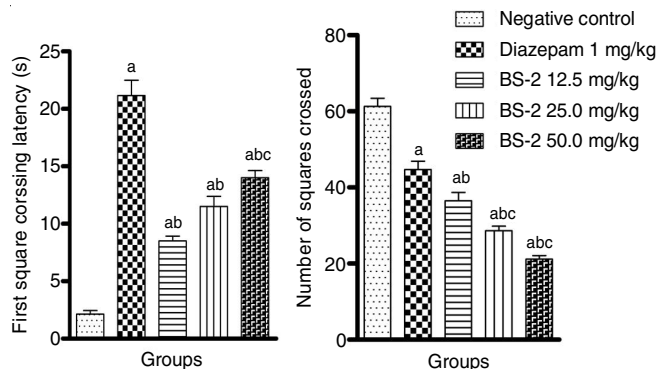 First square corssing latency (s)
25
20
15
10
5
0
a
ab
ab
abc
Groups
Number of squares crossed
80
60
40
20
0
a
ab
abc
abc
Groups
Negative control
Diazepam 1 mg/kg
BS-2 12.5 mg/kg
BS-2 25.0 mg/kg
BS-2 50.0 mg/kg